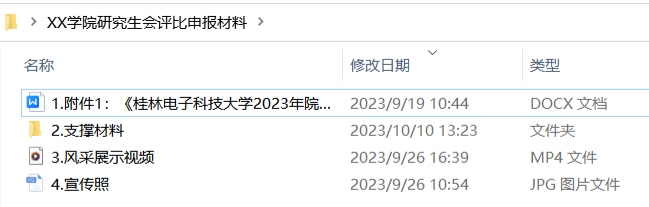 XX学院研究生会评比申报材料
名称 修改日期 类型
1.附件1：《桂林电子科技大学2023年院... 2023/9/19 10:44 DOCX 文档
2.支撑材料 2023/10/10 13:23 文件夹
3.风采展示视频 2023/9/26 16:39 MP4 文件
4.宣传照 2023/9/26 10:54 JPG 图片文件